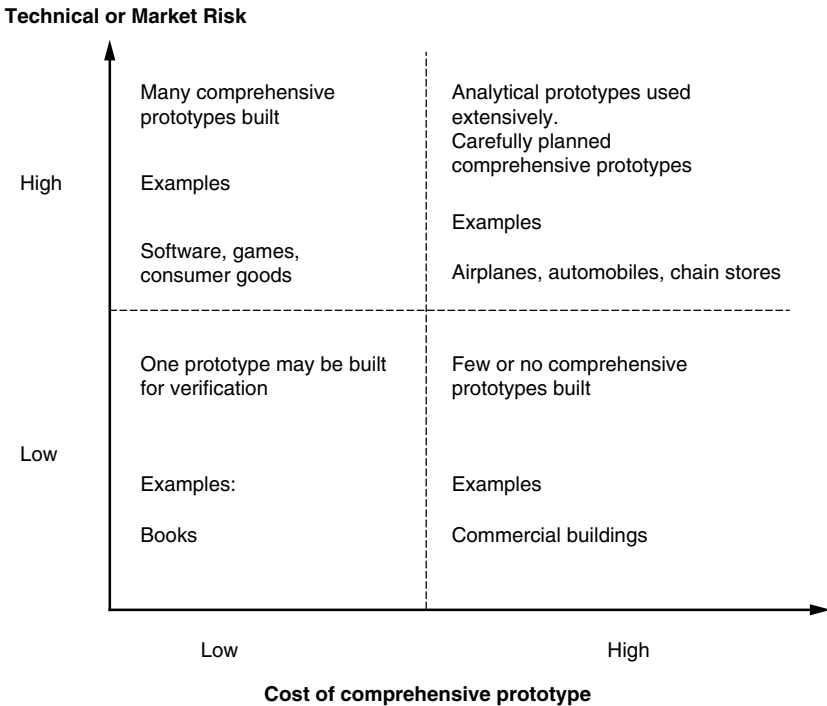 Technical or Market Risk
Many comprehensive
prototypes built
Analytical prototypes used
extensively.
Carefully planned
comprehensive prototypes
High
Examples
Examples
Software, games,
consumer goods
Airplanes, automobiles, chain stores
One prototype may be built
for verification
Few or no comprehensive
prototypes built
Low
Examples:
Examples
Books
Commercial buildings
Low
High
Cost of comprehensive prototype